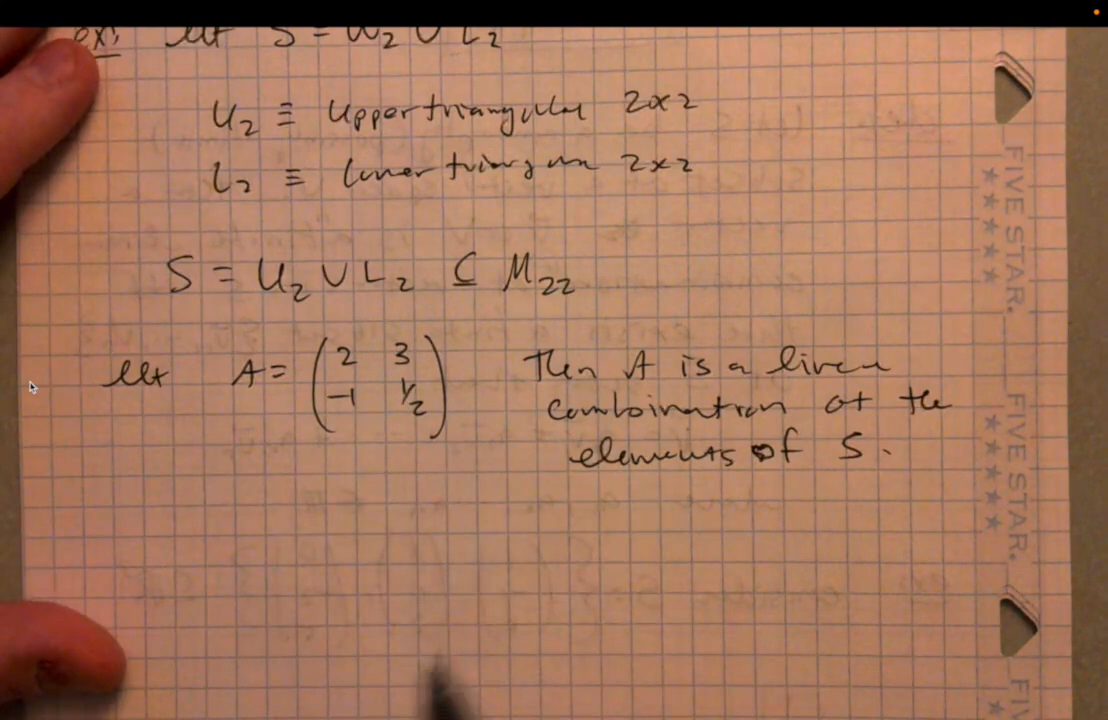 ex: let S = U₂ ∪ L₂
U₂ ≡ Upper triangular 2x2
L₂ ≡ lower triangular 2x2
S = U₂ ∪ L₂ ⊆ M₂₂
let A = (2 3
-1 1/2)
Then A is a linear
combination of the
elements of S.
FIVE STAR.
FIVE STAR.
FIV